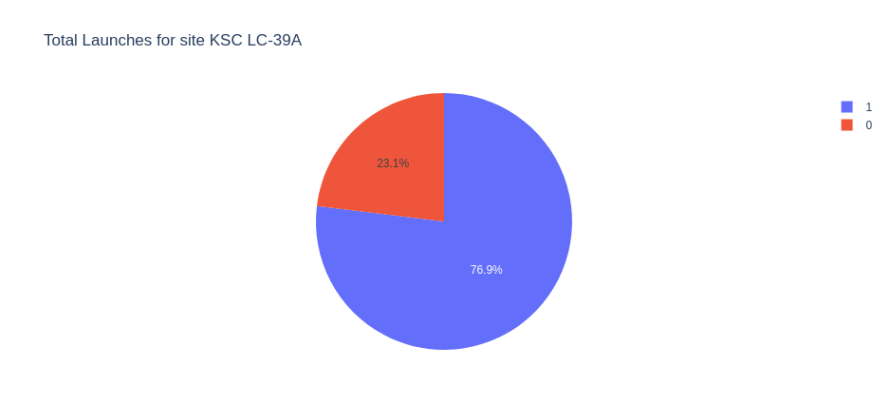 Total Launches for site KSC LC-39A
1
0
23.1%
76.9%